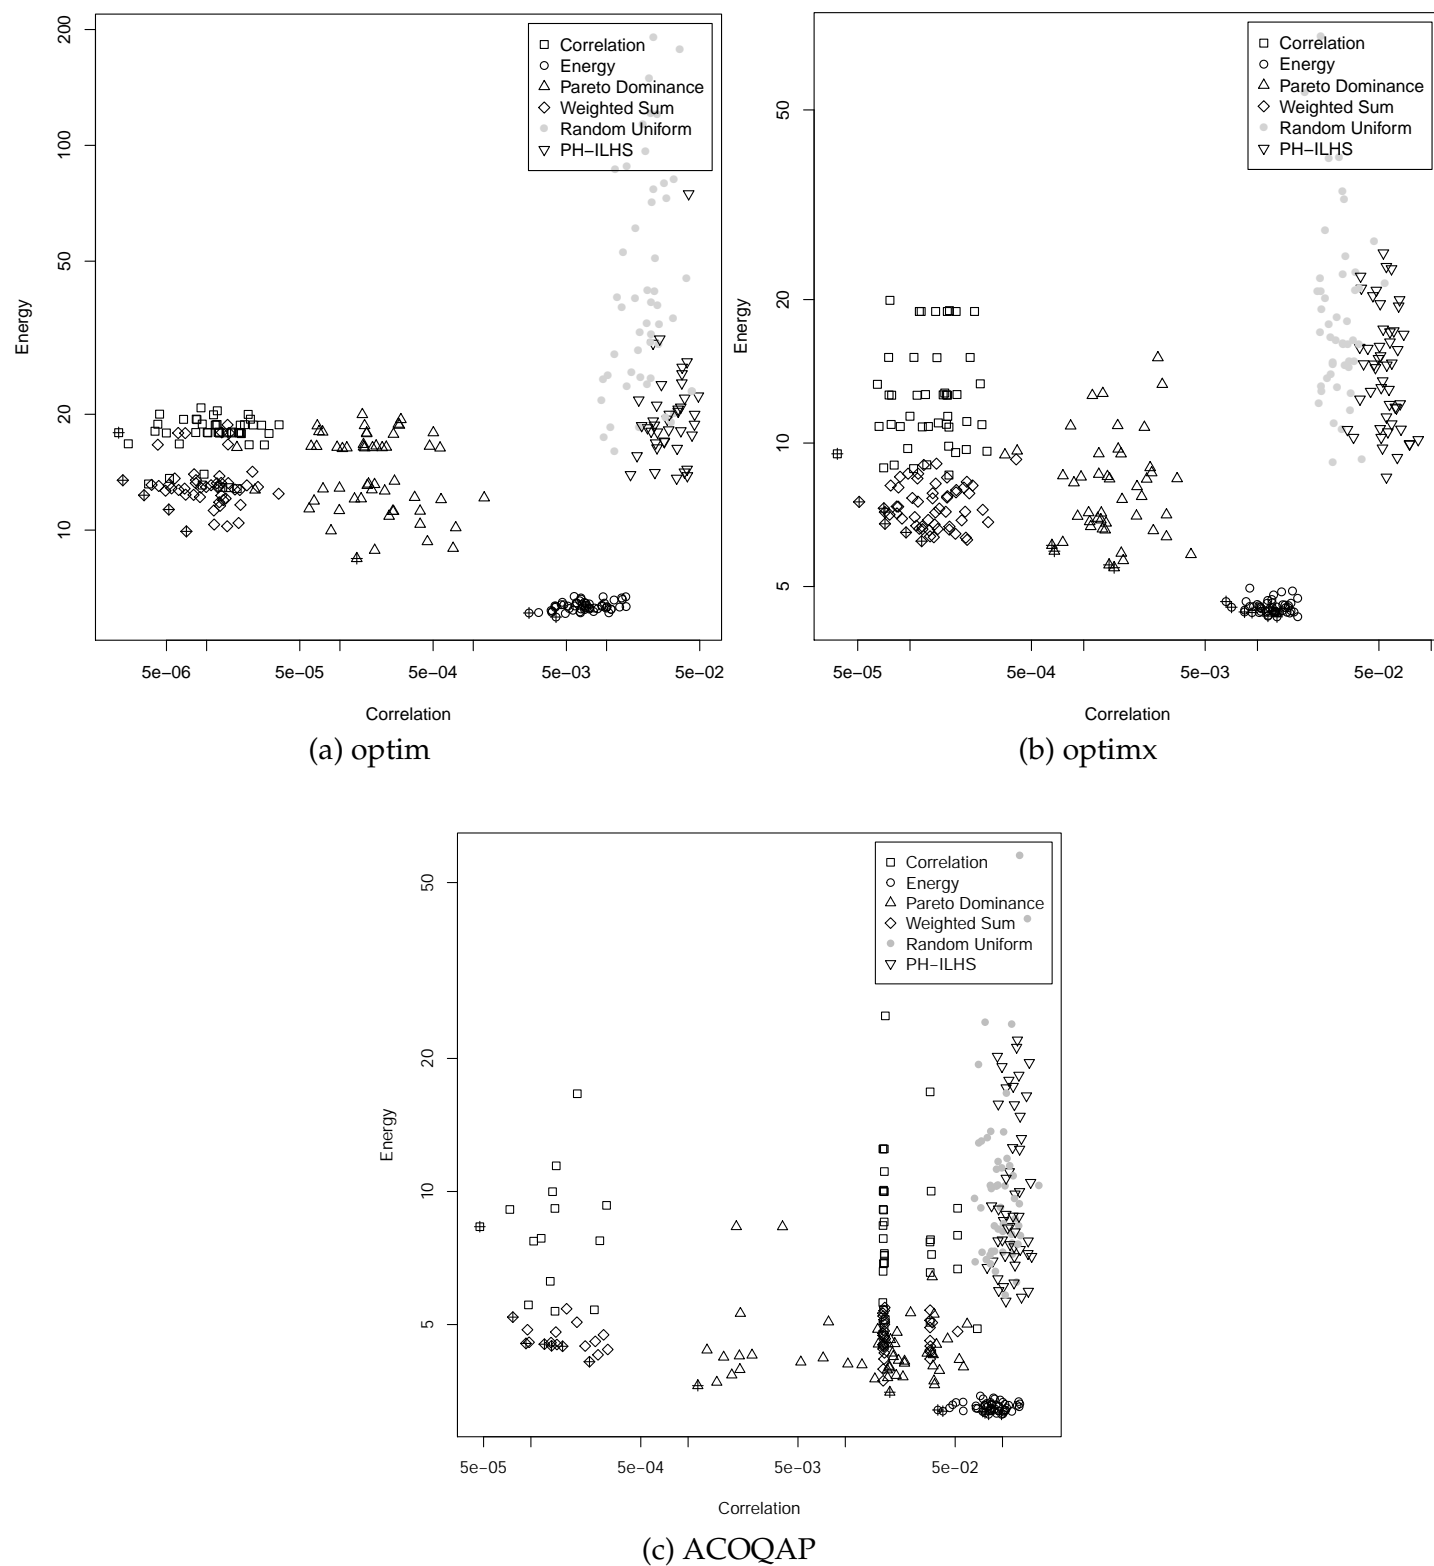 200
100
50
20
10
Energy
Correlation
Energy
Pareto Dominance
Weighted Sum
Random Uniform
PH−ILHS
5e−06
5e−05
5e−04
5e−03
5e−02
Correlation
(a) optim
50
20
10
5
Energy
Correlation
Energy
Pareto Dominance
Weighted Sum
Random Uniform
PH−ILHS
5e−05
5e−04
5e−03
5e−02
Correlation
(b) optimx
50
20
10
5
Energy
Correlation
Energy
Pareto Dominance
Weighted Sum
Random Uniform
PH−ILHS
5e−05
5e−04
5e−03
5e−02
Correlation
(c) ACOQAP